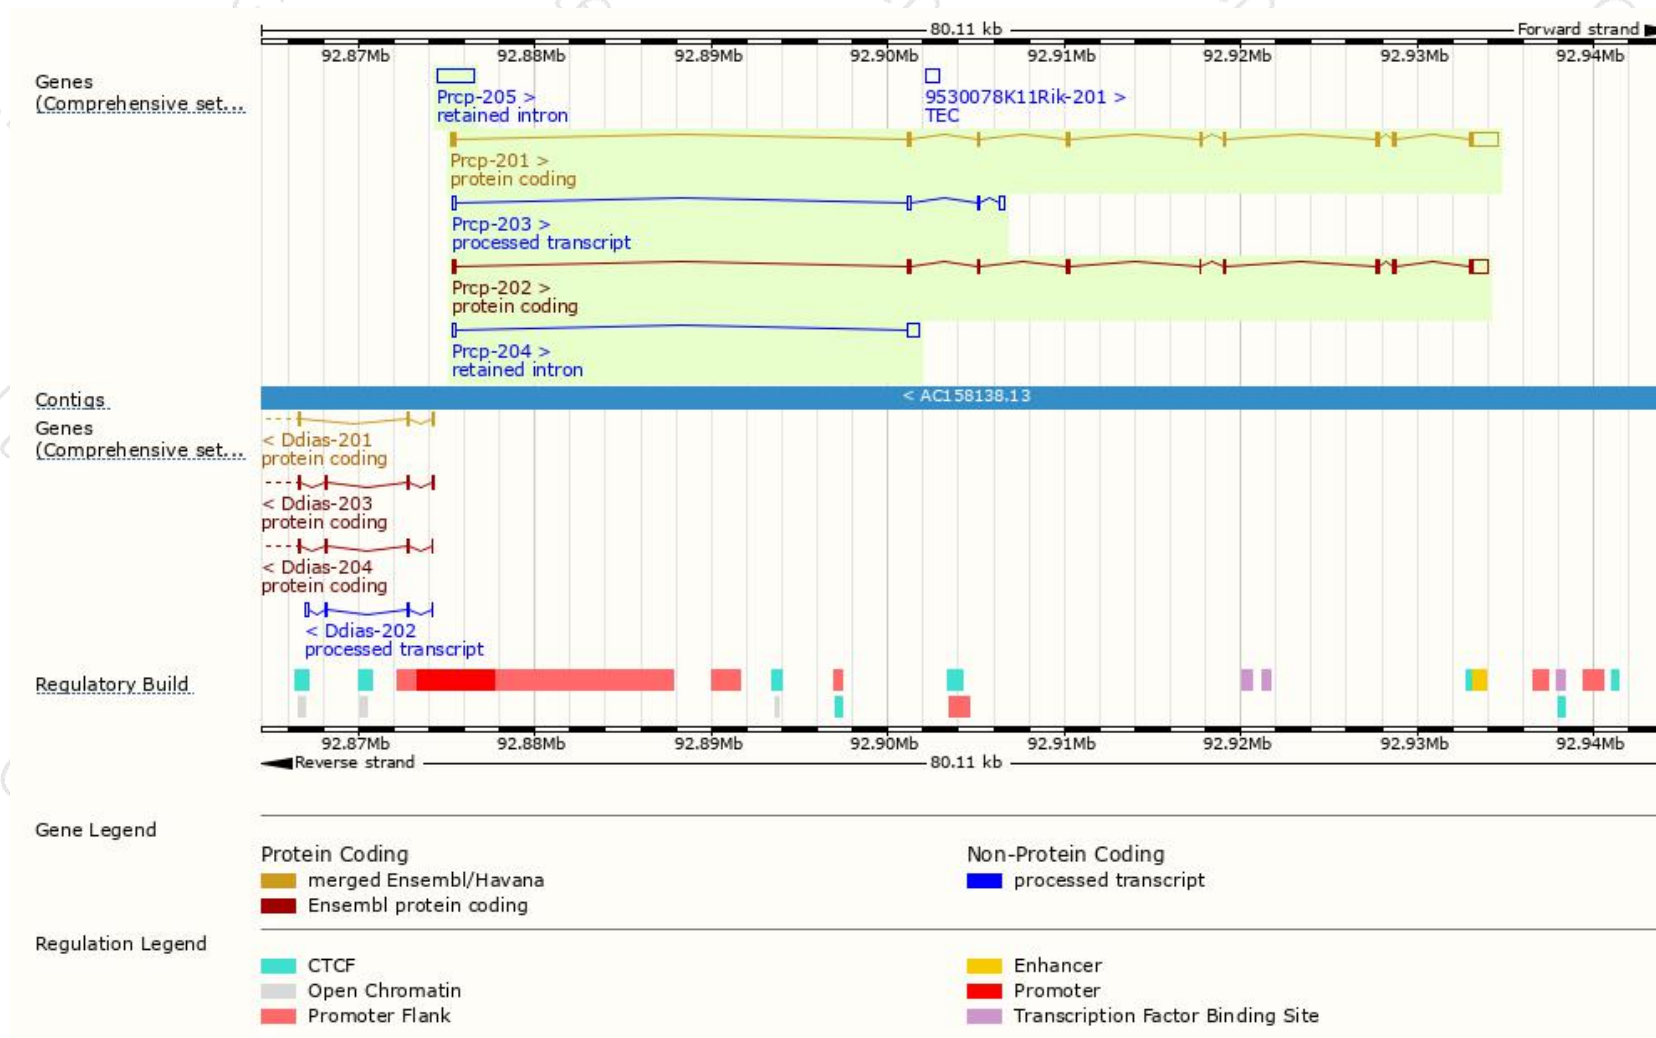 80.11 kb Forward strand
92.87Mb 92.88Mb 92.89Mb 92.90Mb 92.91Mb 92.92Mb 92.93Mb 92.94Mb
Genes
(Comprehensive set...
Prcp-205 >
retained intron
9530078K11Rik-201 >
TEC
Prcp-201 >
protein coding
Prcp-203 >
processed transcript
Prcp-202 >
protein coding
Prcp-204 >
retained intron
Contigs
< AC158138.13
Genes
(Comprehensive set...
< Ddias-201
protein coding
< Ddias-203
protein coding
< Ddias-204
protein coding
< Ddias-202
processed transcript
Regulatory Build
92.87Mb 92.88Mb 92.89Mb 92.90Mb 92.91Mb 92.92Mb 92.93Mb 92.94Mb
Reverse strand 80.11 kb
Gene Legend
Protein Coding
merged Ensembl/Havana
Ensembl protein coding
Non-Protein Coding
processed transcript
Regulation Legend
CTCF
Open Chromatin
Promoter Flank
Enhancer
Promoter
Transcription Factor Binding Site